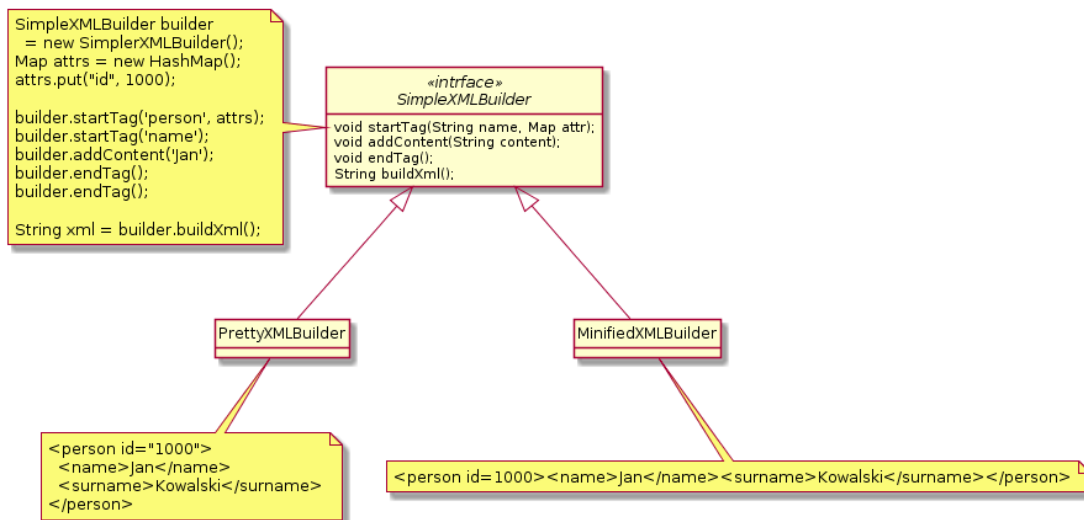 SimpleXMLBuilder builder
= new SimplerXMLBuilder();
Map attrs = new HashMap();
attrs.put("id", 1000);
builder.startTag('person', attrs);
builder.startTag('name');
builder.addContent('Jan');
builder.endTag();
builder.endTag();
String xml = builder.buildXml();
«intrface»
SimpleXMLBuilder
void startTag(String name, Map attr);
void addContent(String content);
void endTag();
String buildXml();
PrettyXMLBuilder
MinifiedXMLBuilder
<person id="1000">
<name>Jan</name>
<surname>Kowalski</surname>
</person>
<person id=1000><name>Jan</name><surname>Kowalski</surname></person>